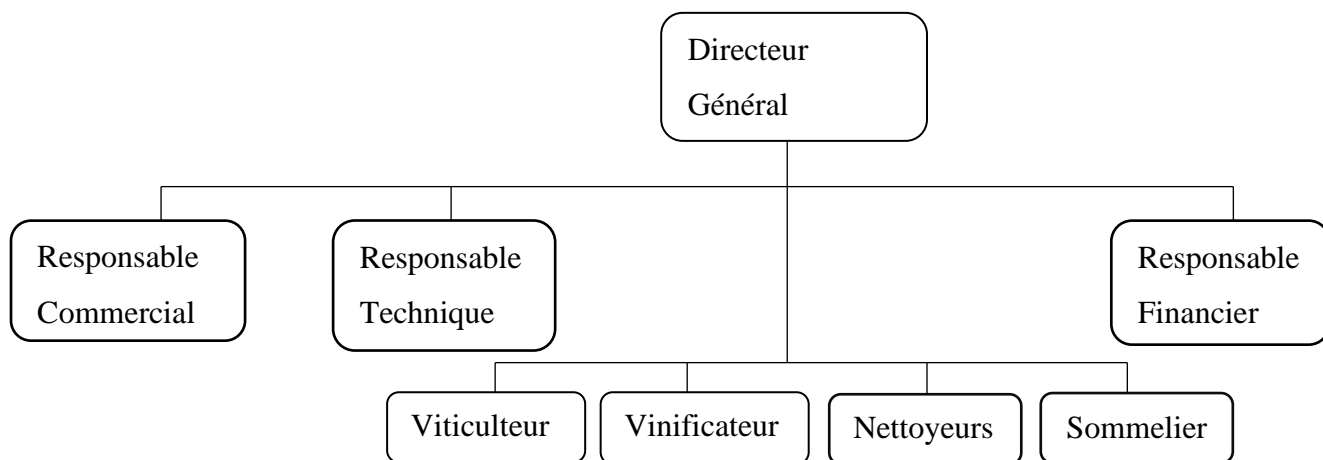 Directeur
Général
Responsable
Commercial
Responsable
Technique
Responsable
Financier
Viticulteur
Vinificateur
Nettoyeurs
Sommelier